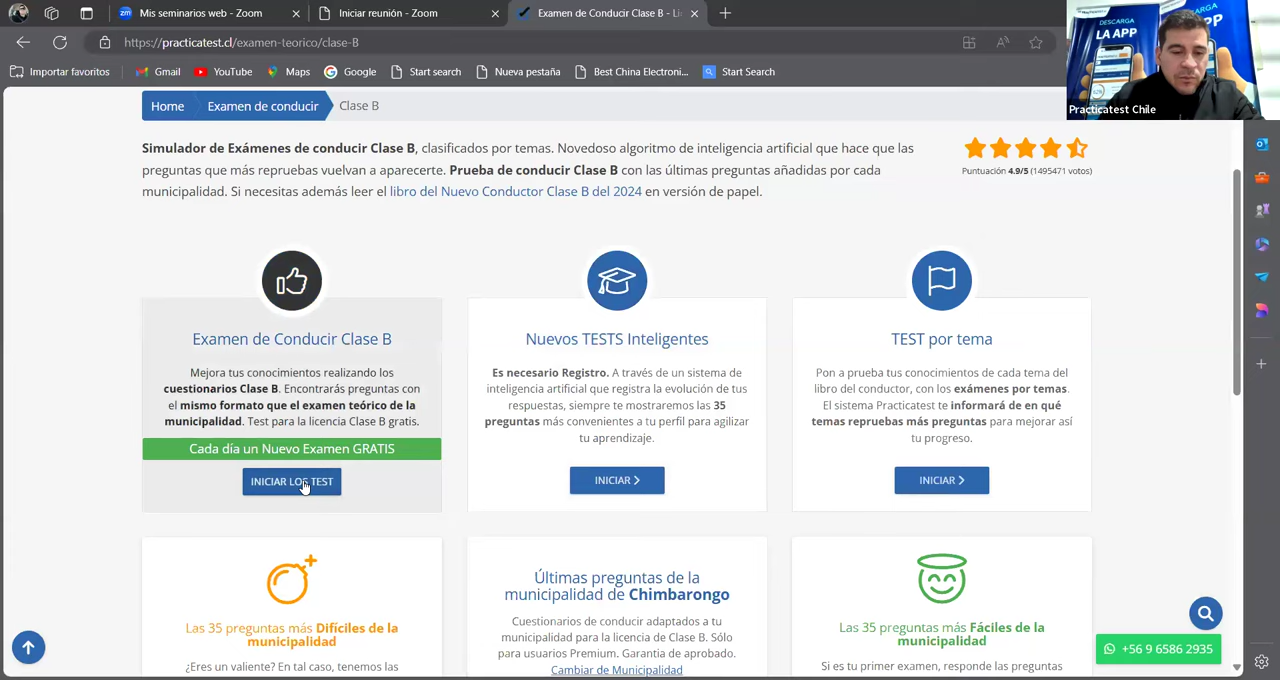 Mis seminarios web - Zoom
Iniciar reunión - Zoom
Examen de Conducir Clase B - Li
https://practicatest.cl/examen-teorico/clase-B
Importar favoritos
Gmail
YouTube
Maps
Google
Start search
Nueva pestaña
Best China Electroni...
Start Search
DESCARGA
LA APP
Practicatest Chile
Home
Examen de conducir
Clase B
Simulador de Exámenes de conducir Clase B, clasificados por temas. Novedoso algoritmo de inteligencia artificial que hace que las
preguntas que más repruebas vuelvan a aparecerte. Prueba de conducir Clase B con las últimas preguntas añadidas por cada
municipalidad. Si necesitas además leer el libro del Nuevo Conductor Clase B del 2024 en versión de papel.
Puntuación 4.9/5 (1495471 votos)
Examen de Conducir Clase B
Mejora tus conocimientos realizando los
cuestionarios Clase B. Encontrarás preguntas con
el mismo formato que el examen teórico de la
municipalidad. Test para la licencia Clase B gratis.
Cada día un Nuevo Examen GRATIS
INICIAR LOS TEST
Nuevos TESTS Inteligentes
Es necesario Registro. A través de un sistema de
inteligencia artificial que registra la evolución de tus
respuestas, siempre te mostraremos las 35
preguntas más convenientes a tu perfil para agilizar
tu aprendizaje.
INICIAR
TEST por tema
Pon a prueba tus conocimientos de cada tema del
libro del conductor, con los exámenes por temas.
El sistema Practicatest te informará de en qué
temas repruebas más preguntas para mejorar así
tu progreso.
INICIAR
Las 35 preguntas más Difíciles de la
municipalidad
¿Eres un valiente? En tal caso, tenemos las
Últimas preguntas de la
municipalidad de Chimbarongo
Cuestionarios de conducir adaptados a tu
municipalidad para la licencia de Clase B. Sólo
para usuarios Premium. Garantia de aprobado.
Cambiar de Municipalidad
Las 35 preguntas más Fáciles de la
municipalidad
Si es tu primer examen, responde las preguntas
+56 9 6586 2935